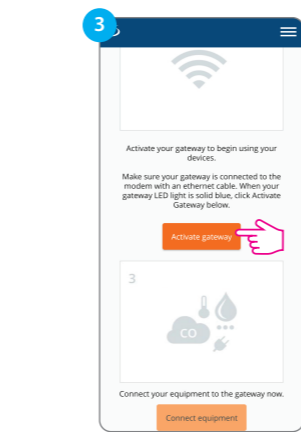 3
Activate your gateway to begin using your
devices.
Make sure your gateway is connected to the
modem with an ethernet cable. When your
gateway LED light is solid blue, click Activate
Gateway below.
Activate gateway
3
CO
Connect your equipment to the gateway now.
Connect equipment